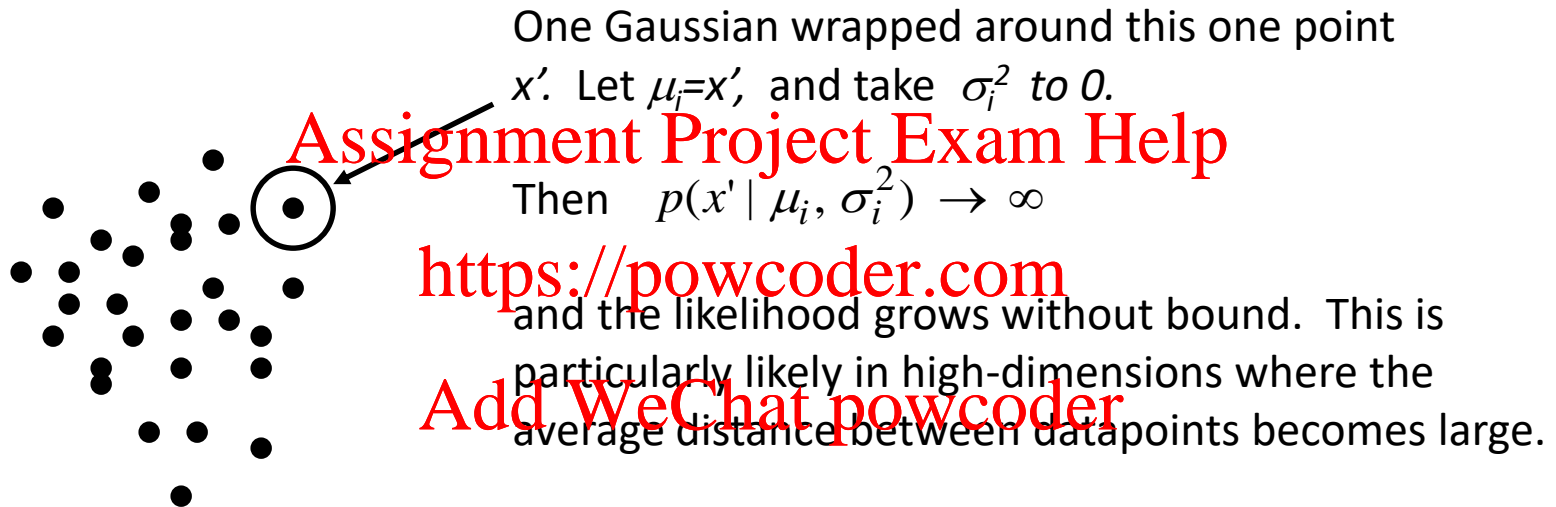 One Gaussian wrapped around this one point
x’. Let μᵢ=x’, and take σᵢ² to 0.
Assignment Project Exam Help
Then p(x' | μᵢ, σᵢ²) → ∞
https://powcoder.com
and the likelihood grows without bound. This is
particularly likely in high-dimensions where the
Add WeChat powcoder
average distance between datapoints becomes large.